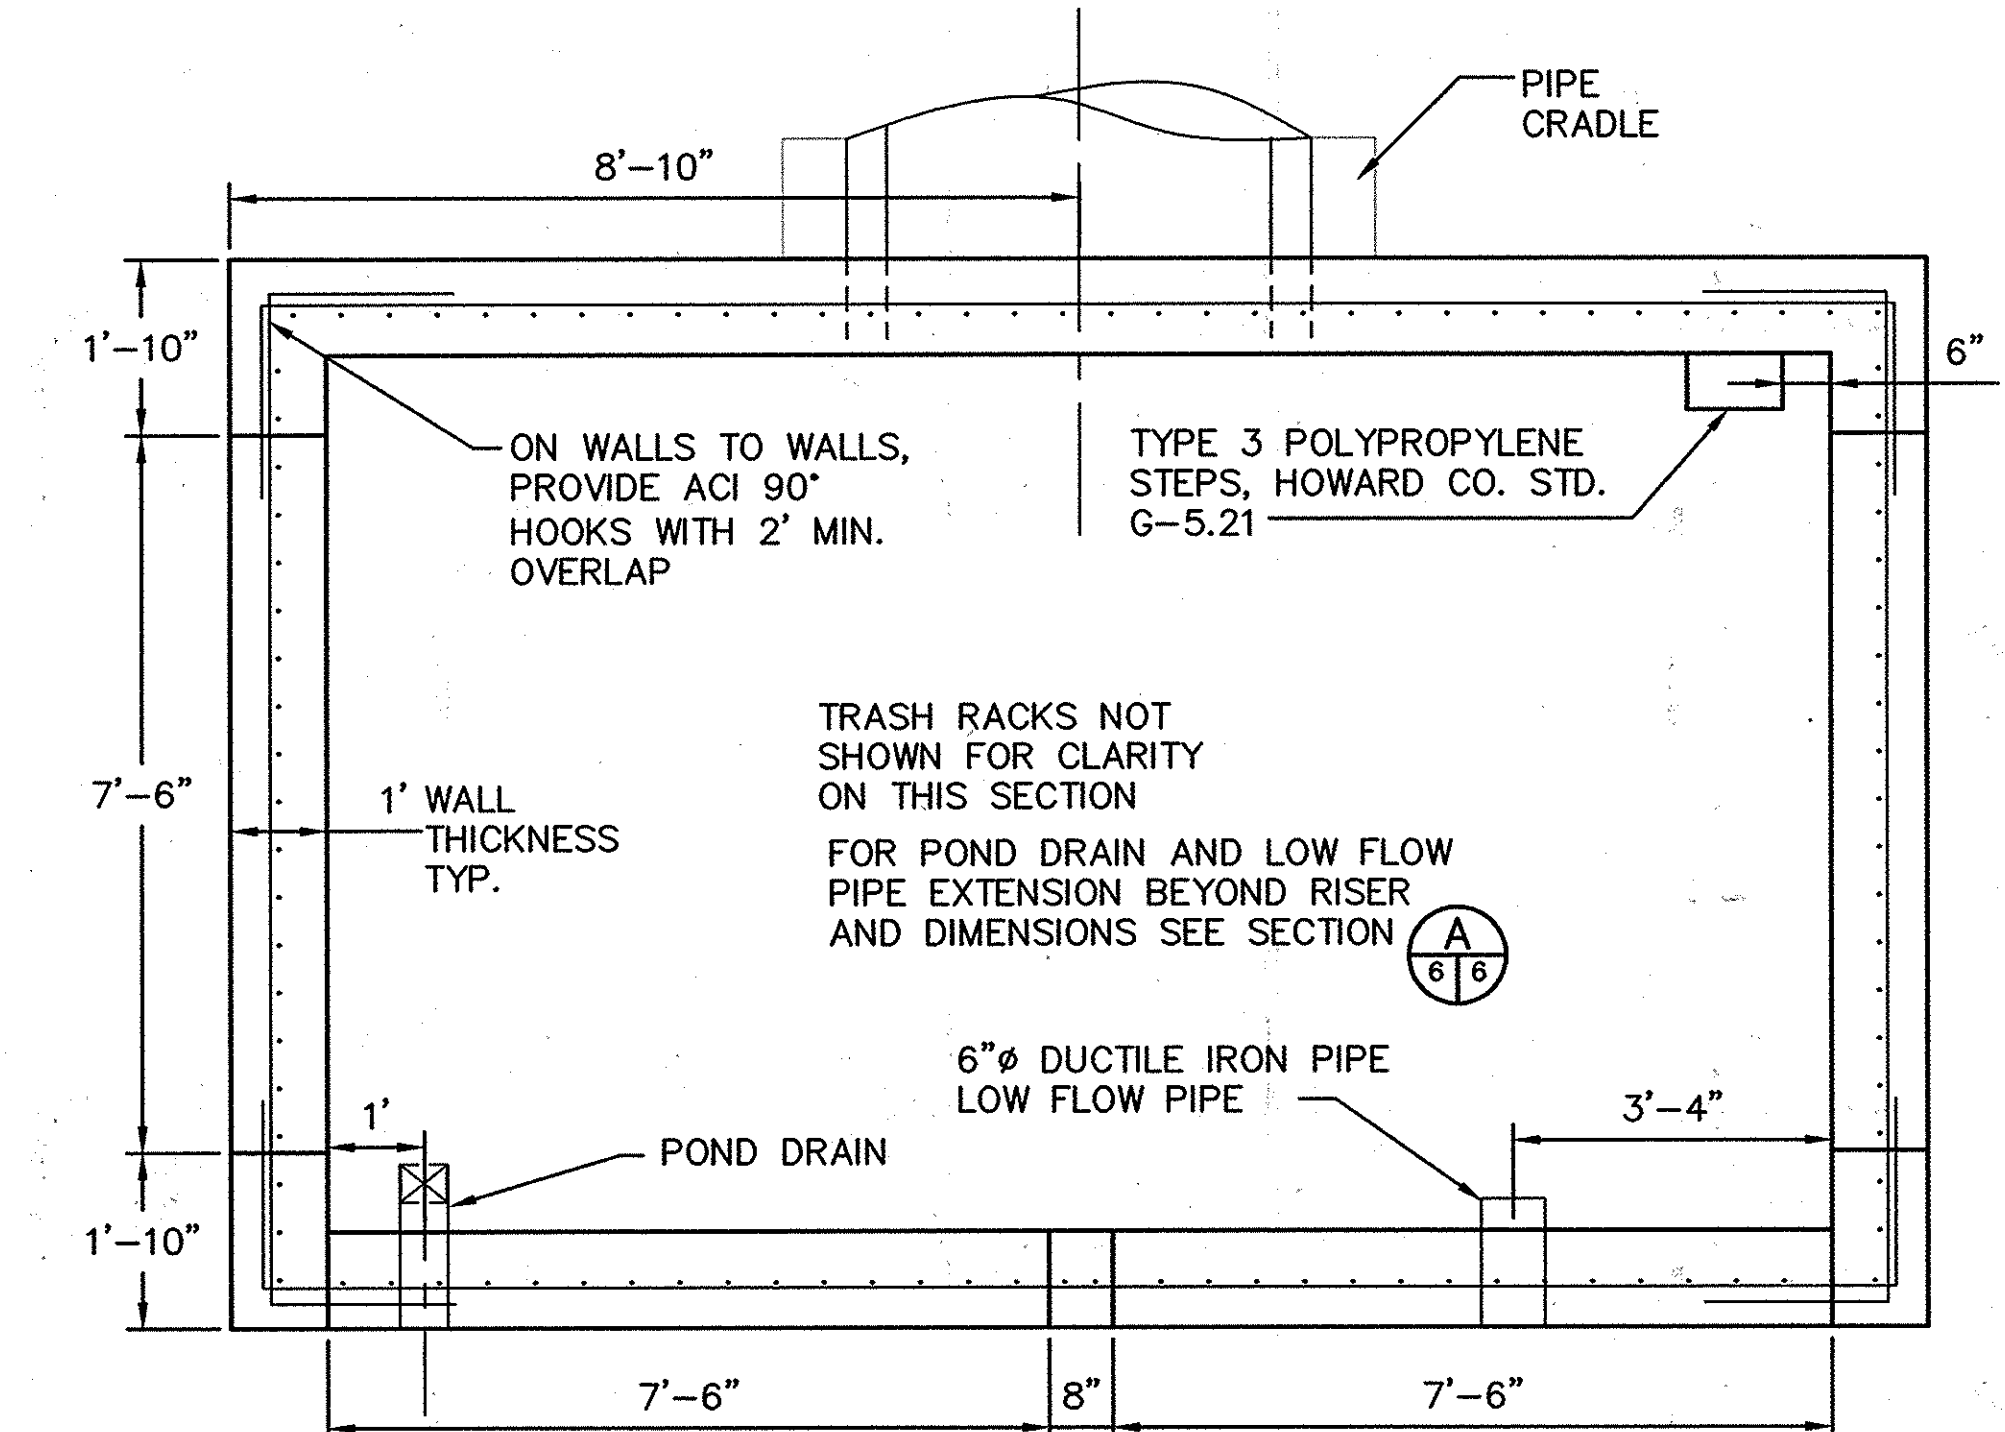 PIPE
CRADLE
8'-10"
1'-10"
6"
ON WALLS TO WALLS,
PROVIDE ACI 90°
HOOKS WITH 2' MIN.
OVERLAP
TYPE 3 POLYPROPYLENE
STEPS, HOWARD CO. STD.
G-5.21
TRASH RACKS NOT
SHOWN FOR CLARITY
ON THIS SECTION
7'-6"
1' WALL
THICKNESS
TYP.
FOR POND DRAIN AND LOW FLOW
PIPE EXTENSION BEYOND RISER
AND DIMENSIONS SEE SECTION
A
6 6
6"ø DUCTILE IRON PIPE
LOW FLOW PIPE
3'-4"
1'
POND DRAIN
1'-10"
7'-6"
8"
7'-6"